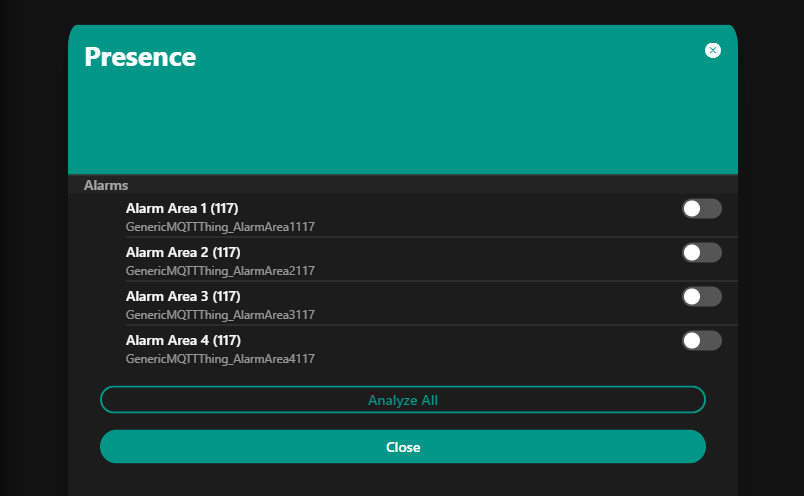 Presence
Alarms
Alarm Area 1 (117)
GenericMQTTThing_AlarmArea1117
Alarm Area 2 (117)
GenericMQTTThing_AlarmArea2117
Alarm Area 3 (117)
GenericMQTTThing_AlarmArea3117
Alarm Area 4 (117)
GenericMQTTThing_AlarmArea4117
Analyze All
Close